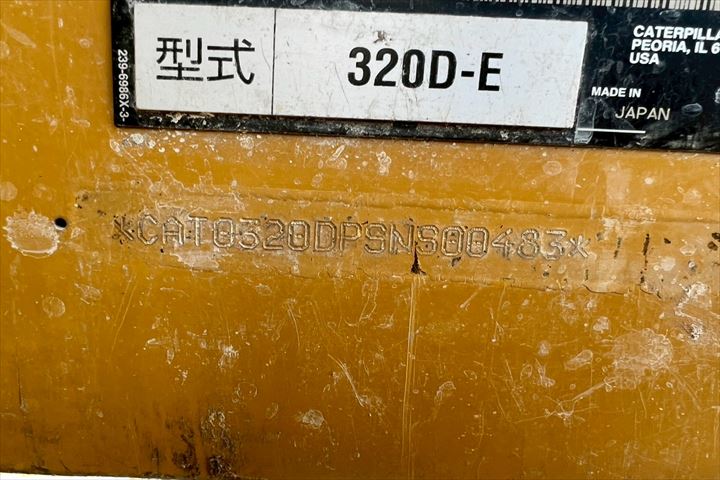 型式 320D-E
CATERPILLA
PEORIA, IL 6
USA
MADE IN
JAPAN
239-6986X-3
*CAT0320DPSNS00483*